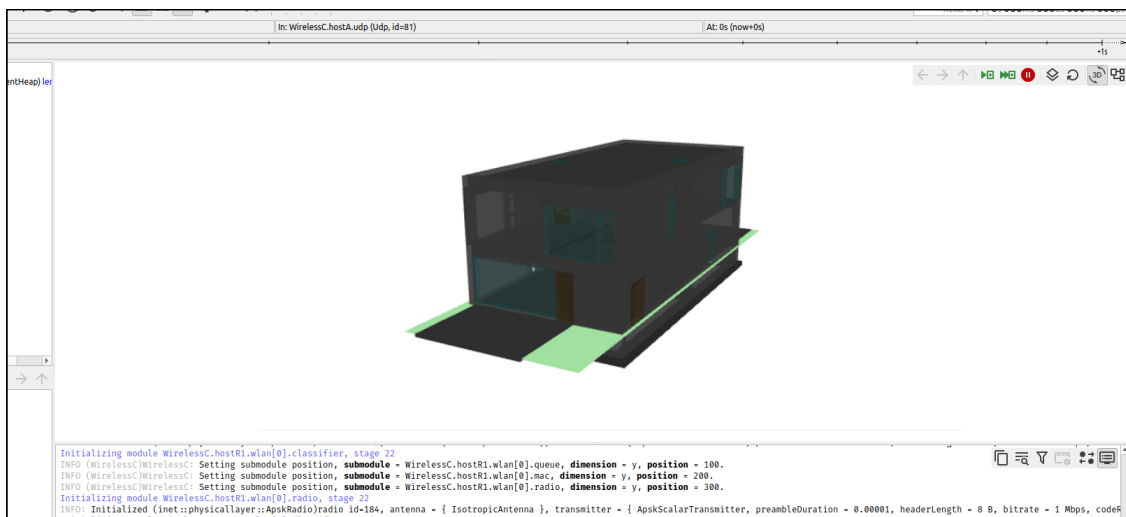 In: WirelessC.hostA.udp (Udp, id=81)
At: 0s (now+0s)
+1s
entHeap) ler
3D
Initializing module WirelessC.hostR1.wlan[0].classifier, stage 22
INFO (WirelessC)WirelessC: Setting submodule position, submodule = WirelessC.hostR1.wlan[0].queue, dimension = y, position = 100.
INFO (WirelessC)WirelessC: Setting submodule position, submodule = WirelessC.hostR1.wlan[0].mac, dimension = y, position = 200.
INFO (WirelessC)WirelessC: Setting submodule position, submodule = WirelessC.hostR1.wlan[0].radio, dimension = y, position = 300.
Initializing module WirelessC.hostR1.wlan[0].radio, stage 22
INFO: Initialized (inet::physicallayer::ApskRadio)radio id=184, antenna = { IsotropicAntenna }, transmitter = { ApskScalarTransmitter, preambleDuration = 0.00001, headerLength = 8 B, bitrate = 1 Mbps, codeR